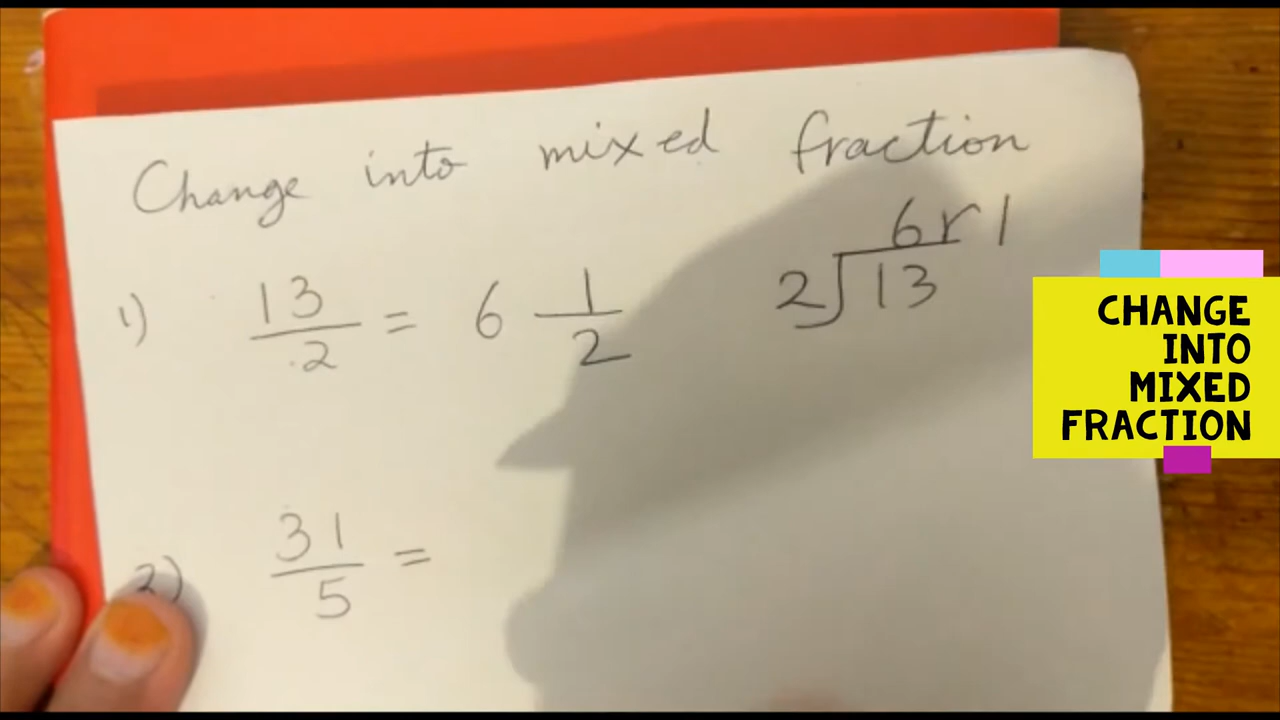 Change into mixed fraction
1) 13/2 = 6 1/2
6 r 1
2 ⟌ 13
2) 31/5 =
CHANGE
INTO
MIXED
FRACTION